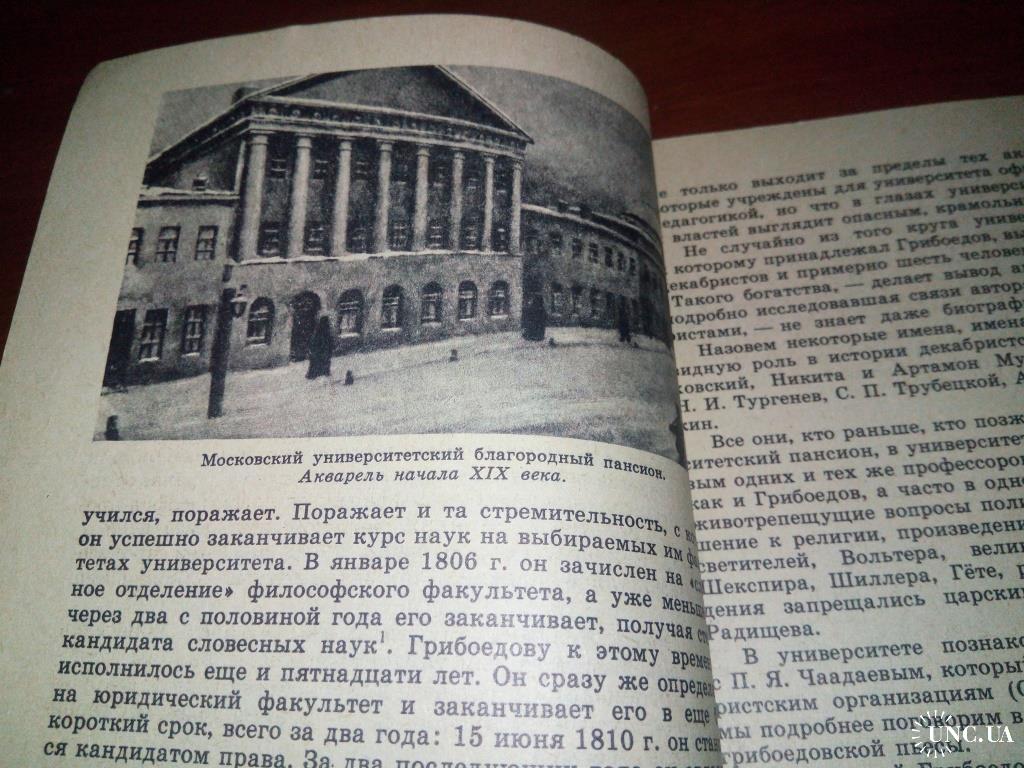 Московский университетский благородный пансион.
Акварель начала XIX века.
учился, поражает. Поражает и та стремительность, с
он успешно заканчивает курс наук на выбираемых им
тетах университета. В январе 1806 г. он зачислен на
ное отделение» философского факультета, а уже
через два с половиной года его заканчивает, получая
кандидата словесных наук1. Грибоедову к этому
исполнилось еще и пятнадцати лет. Он сразу же
на юридический факультет и заканчивает его в еще
короткий срок, всего за два года: 15 июня 1810 г. он
ся кандидатом права. За два
е только выходит за пределы тех
которые учреждены для университета
едагогикой, но что в глазах
властей выглядит опасным,
Не случайно из того круга
которому принадлежал Грибоедов,
екабристов и примерно шесть
Такого богатства, — делает вывод
подробно исследовавшая связи
ристами, — не знает даже
Назовем некоторые имена,
видную роль в истории
ховский, Никита и Артамон
Н. И. Тургенев, С. П. Трубецкой,
кин.
Все они, кто раньше, кто
ситетский пансион, в
вым одних и тех же
как и Грибоедов, а часто в
животрепещущие вопросы
шение к религии,
светителей, Вольтера,
Шекспира, Шиллера, Гёте,
дения запрещались
Радищева.
В университете
с П. Я. Чаадаевым,
ристским организациям
мы подробнее поговорим в
грибоедовской пьесы.
UNC.UA